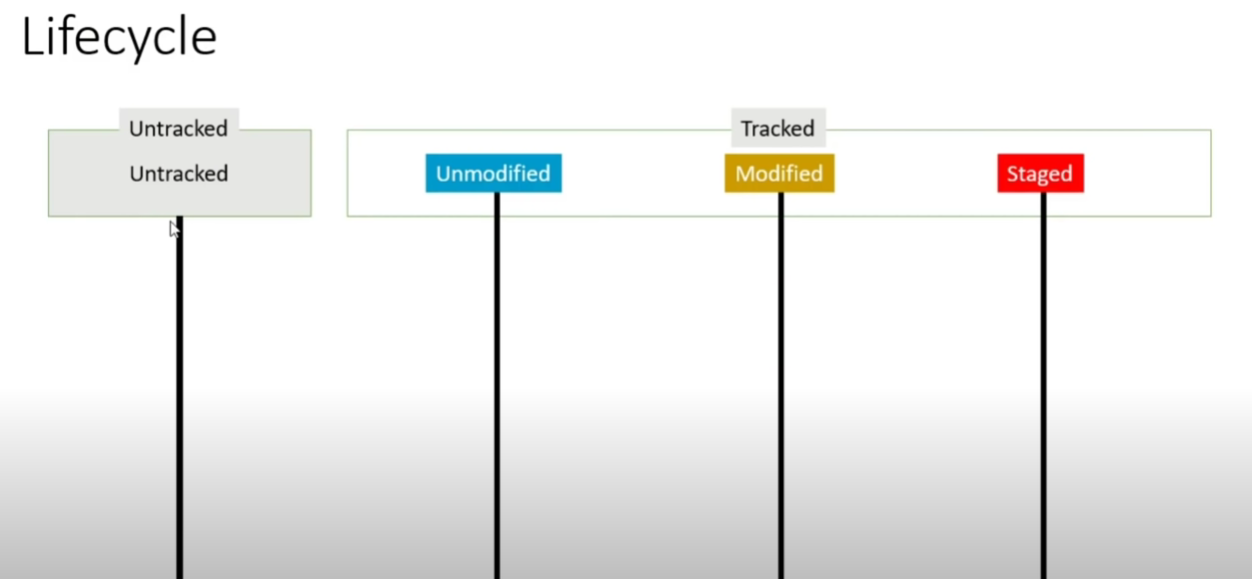 Lifecycle
Untracked
Tracked
Untracked
Unmodified
Modified
Staged